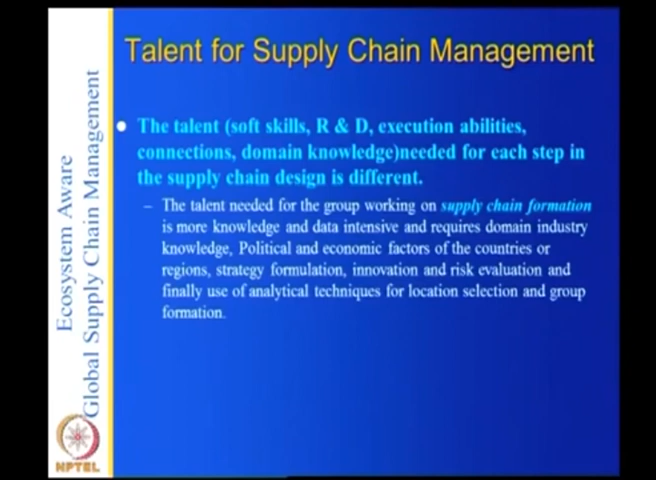 Talent for Supply Chain Management
The talent (soft skills, R & D, execution abilities,
connections, domain knowledge)needed for each step in
the supply chain design is different.
– The talent needed for the group working on supply chain formation
is more knowledge and data intensive and requires domain industry
knowledge, Political and economic factors of the countries or
regions, strategy formulation, innovation and risk evaluation and
finally use of analytical techniques for location selection and group
formation.
Ecosystem Aware
Global Supply Chain Management
NPTEL